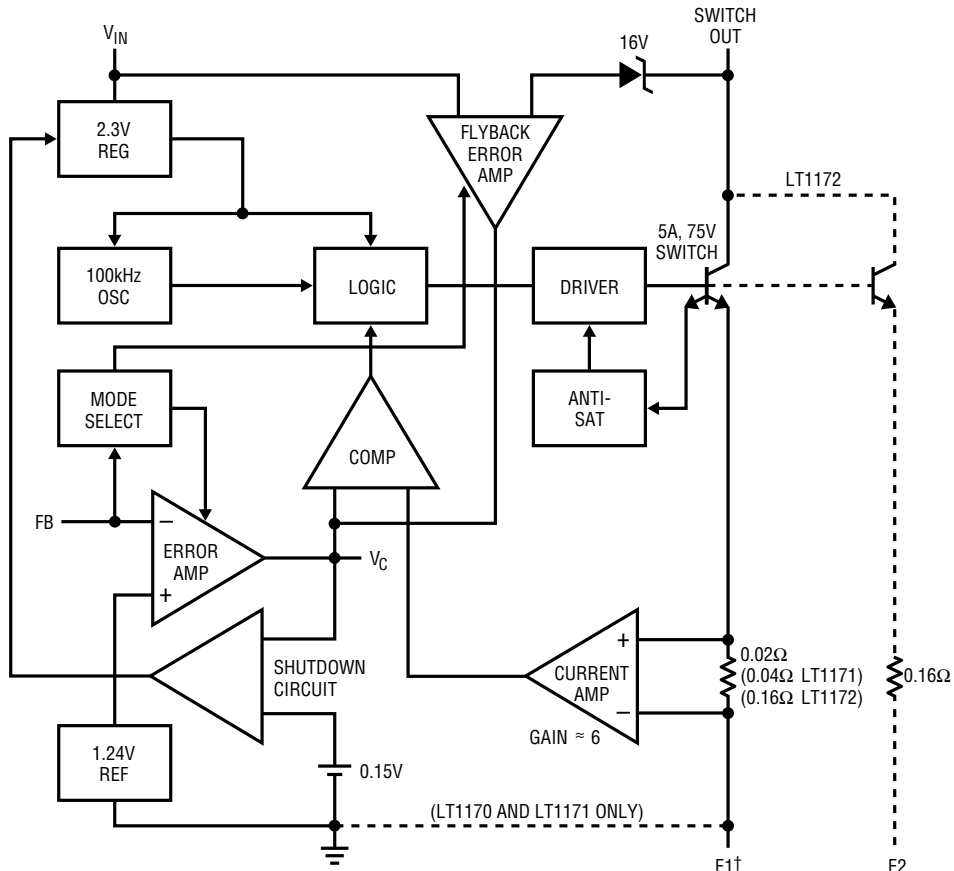 SWITCH
OUT
V_IN
16V
2.3V
REG
FLYBACK
ERROR
AMP
LT1172
5A, 75V
SWITCH
100kHz
OSC
LOGIC
DRIVER
MODE
SELECT
ANTI-
SAT
COMP
FB
−
ERROR
AMP
+
V_C
SHUTDOWN
CIRCUIT
+
CURRENT
AMP
−
0.02Ω
(0.04Ω LT1171)
(0.16Ω LT1172)
0.16Ω
GAIN ≈ 6
1.24V
REF
0.15V
(LT1170 AND LT1171 ONLY)
E1†
E2